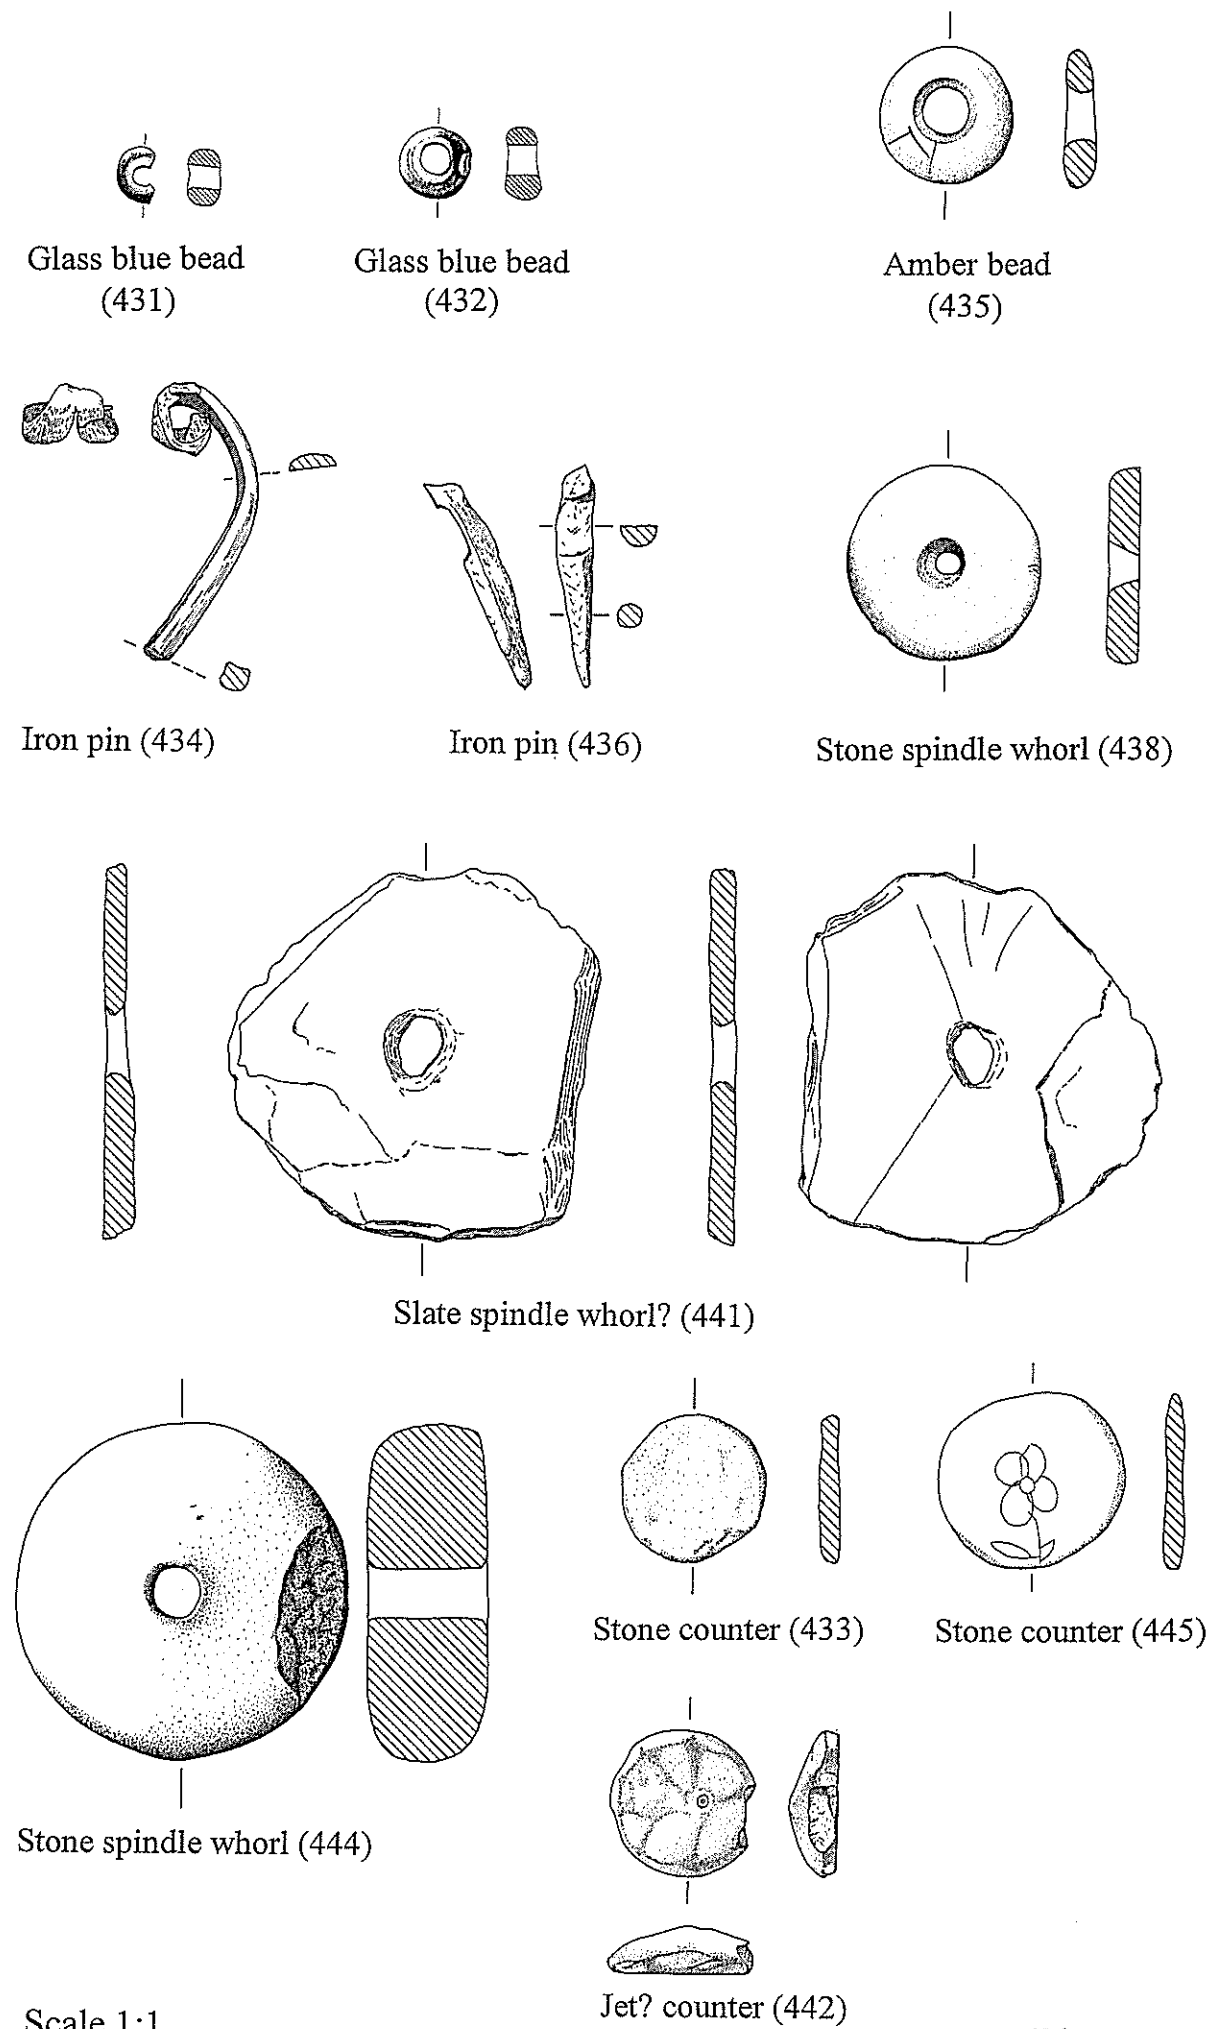 Glass blue bead
(431)
Glass blue bead
(432)
Amber bead
(435)
Iron pin (434)
Iron pin (436)
Stone spindle whorl (438)
Slate spindle whorl? (441)
Stone counter (433)
Stone counter (445)
Stone spindle whorl (444)
Jet? counter (442)
Scale 1:1